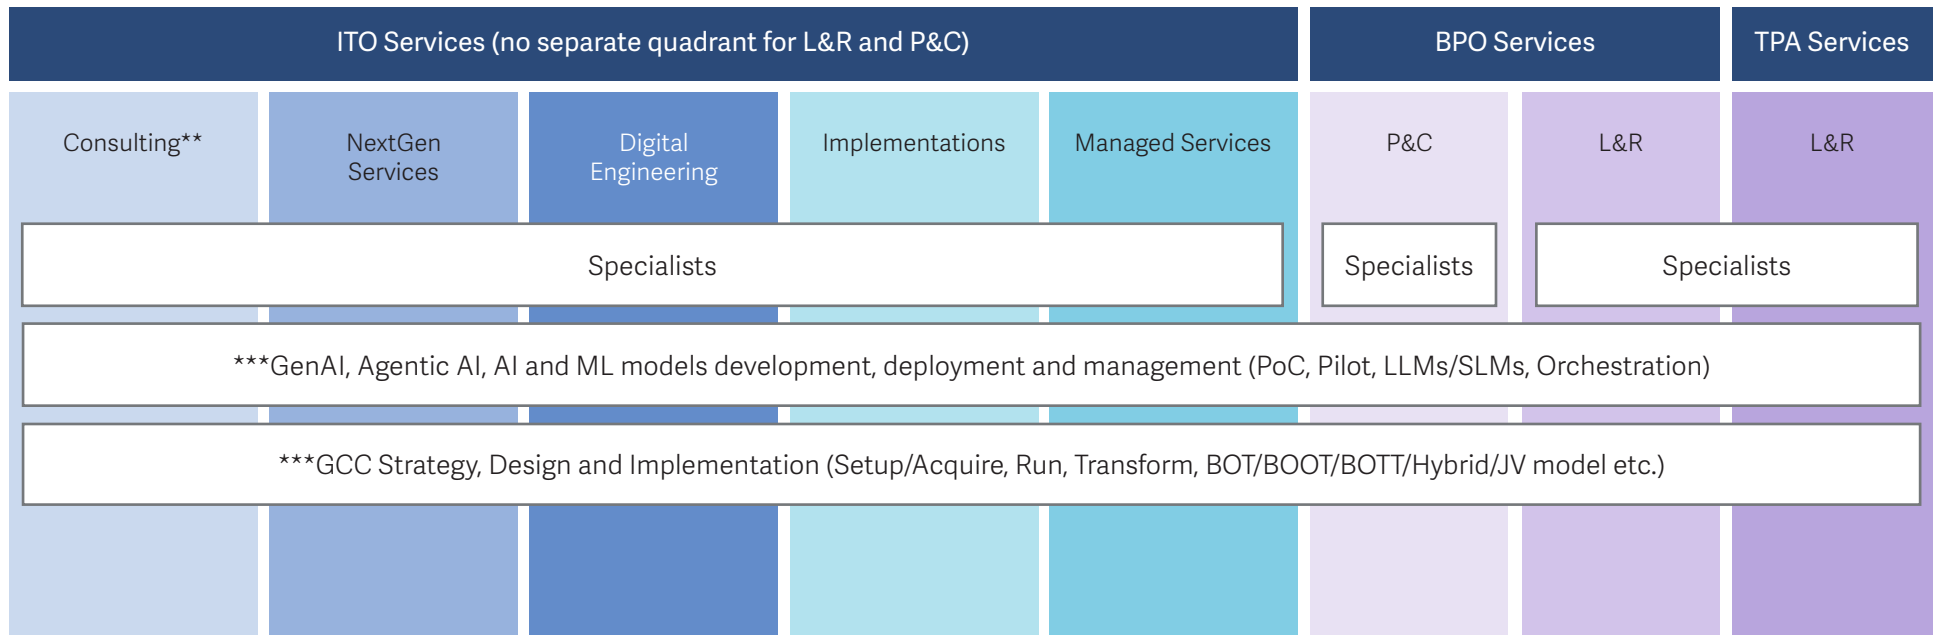 ITO Services (no separate quadrant for L&R and P&C)
BPO Services
TPA Services
Consulting**
NextGen
Services
Digital
Engineering
Implementations
Managed Services
P&C
L&R
L&R
Specialists
Specialists
Specialists
***GenAI, Agentic AI, AI and ML models development, deployment and management (PoC, Pilot, LLMs/SLMs, Orchestration)
***GCC Strategy, Design and Implementation (Setup/Acquire, Run, Transform, BOT/BOOT/BOTT/Hybrid/JV model etc.)